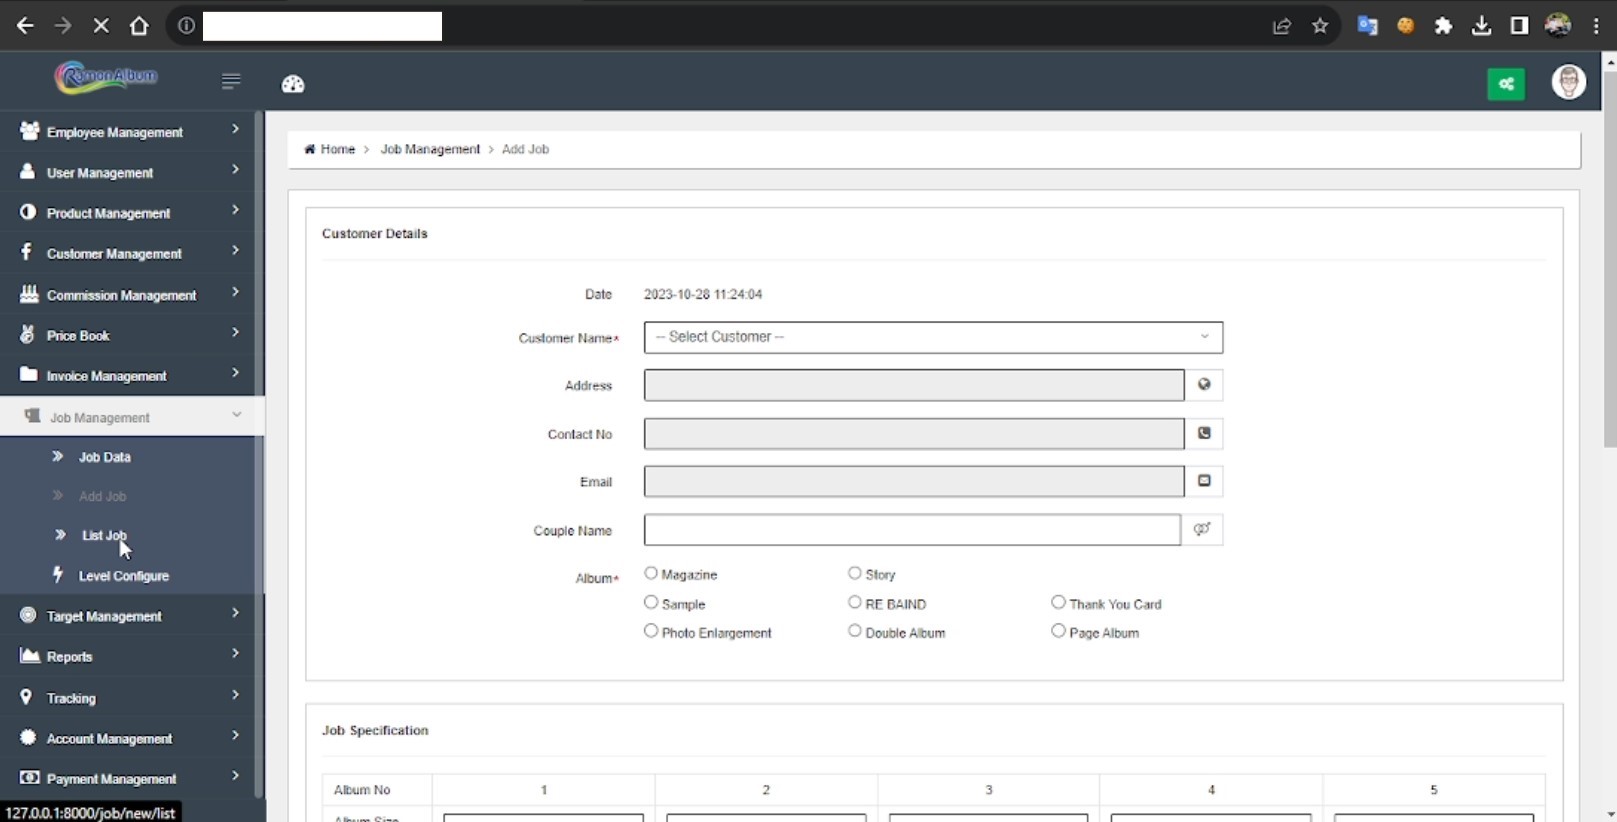 Ramon Album
Employee Management
User Management
Product Management
Customer Management
Commission Management
Price Book
Invoice Management
Job Management
Job Data
Add Job
List Job
Level Configure
Target Management
Reports
Tracking
Account Management
Payment Management
127.0.0.1:8000/job/new/list
Home > Job Management > Add Job
Customer Details
Date 2023-10-28 11:24:04
Customer Name* -- Select Customer --
Address
Contact No
Email
Couple Name
Album* Magazine Story
Sample RE BAIND Thank You Card
Photo Enlargement Double Album Page Album
Job Specification
Album No 1 2 3 4 5
Album Size